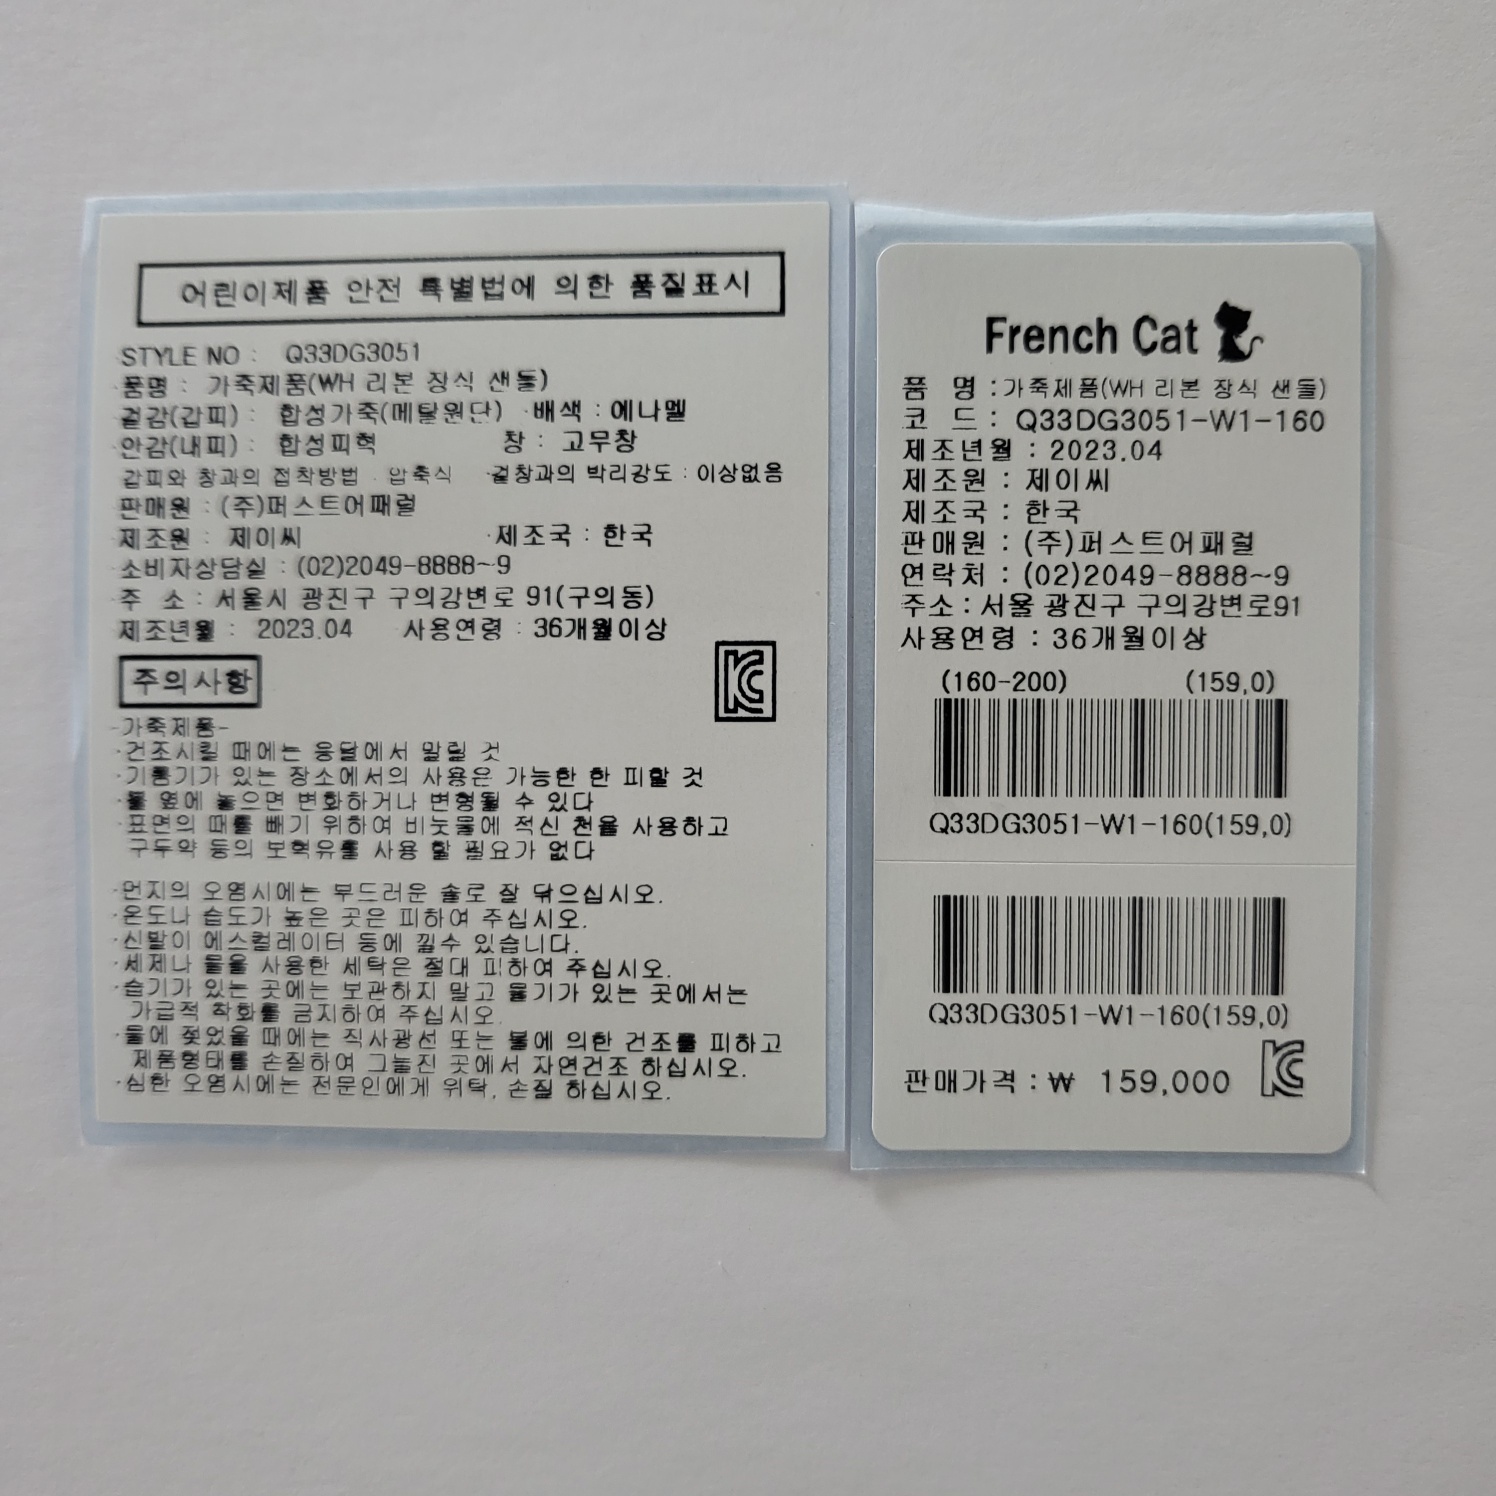 어린이제품 안전 특별법에 의한 품질표시
STYLE NO : Q33DG3051
·품명 : 가죽제품(WH 리본 장식 샌들)
겉감(갑피) : 합성가죽(메탈원단) ·배색 : 에나멜
안감(내피) : 합성피혁 창 : 고무창
갑피와 창과의 접착방법 : 압축식 ·겉창과의 박리강도 : 이상없음
판매원 : (주)퍼스트어패럴
제조원 : 제이씨 ·제조국 : 한국
소비자상담실 : (02)2049-8888~9
주 소 : 서울시 광진구 구의강변로 91(구의동)
제조년월 : 2023.04 사용연령 : 36개월이상
주의사항
-가죽제품-
·건조시킬 때에는 응달에서 말릴 것
·기름기가 있는 장소에서의 사용은 가능한 한 피할 것
·불 옆에 놓으면 변화하거나 변형될 수 있다
·표면의 때를 빼기 위하여 비눗물에 적신 천을 사용하고
구두약 등의 보혁유를 사용 할 필요가 없다
·먼지의 오염시에는 부드러운 솔로 잘 닦으십시오.
·온도나 습도가 높은 곳은 피하여 주십시오.
·신발이 에스컬레이터 등에 낄수 있습니다.
·세제나 물을 사용한 세탁은 절대 피하여 주십시오.
·습기가 있는 곳에는 보관하지 말고 물기가 있는 곳에서는
가급적 착화를 금지하여 주십시오.
·물에 젖었을 때에는 직사광선 또는 불에 의한 건조를 피하고
제품형태를 손질하여 그늘진 곳에서 자연건조 하십시오.
·심한 오염시에는 전문인에게 위탁, 손질 하십시오.
KC
French Cat
품 명 :가죽제품(WH 리본 장식 샌들)
코 드 : Q33DG3051-W1-160
제조년월 : 2023.04
제조원 : 제이씨
제조국 : 한국
판매원 : (주)퍼스트어패럴
연락처 : (02)2049-8888~9
주소 : 서울 광진구 구의강변로91
사용연령 : 36개월이상
(160-200) (159,0)
Q33DG3051-W1-160(159,0)
Q33DG3051-W1-160(159,0)
판매가격 : ₩ 159,000 KC